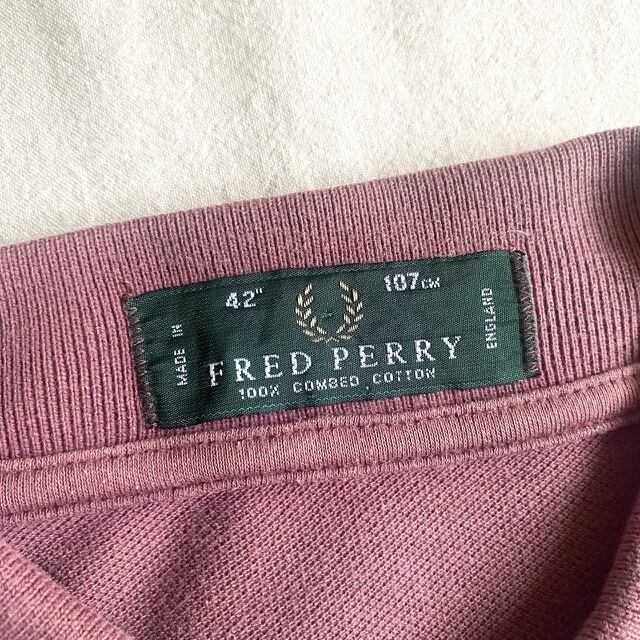 42" 107CM
MADE IN
FRED PERRY
ENGLAND
100% COMBED COTTON